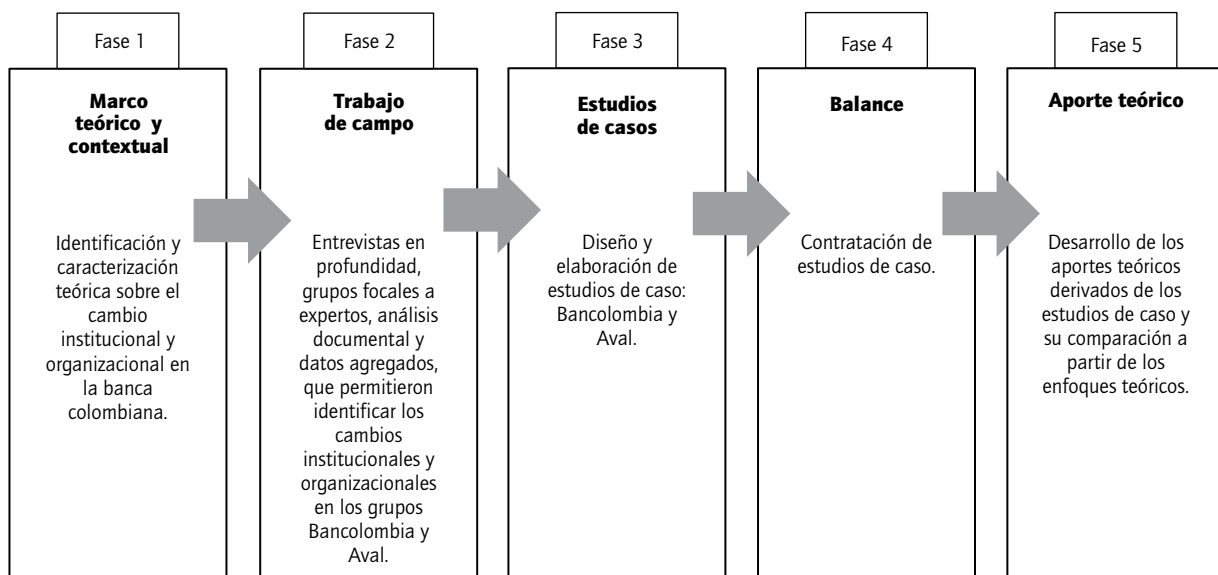 Fase 1
Marco
teórico y
contextual
Identificación y
caracterización
teórica sobre el
cambio
institucional y
organizacional en
la banca
colombiana.
Fase 2
Trabajo
de campo
Entrevistas en
profundidad,
grupos focales a
expertos, análisis
documental y
datos agregados,
que permitieron
identificar los
cambios
institucionales y
organizacionales
en los grupos
Bancolombia y
Aval.
Fase 3
Estudios
de casos
Diseño y
elaboración de
estudios de caso:
Bancolombia y
Aval.
Fase 4
Balance
Contratación de
estudios de caso.
Fase 5
Aporte teórico
Desarrollo de los
aportes teóricos
derivados de los
estudios de caso y
su comparación a
partir de los
enfoques teóricos.